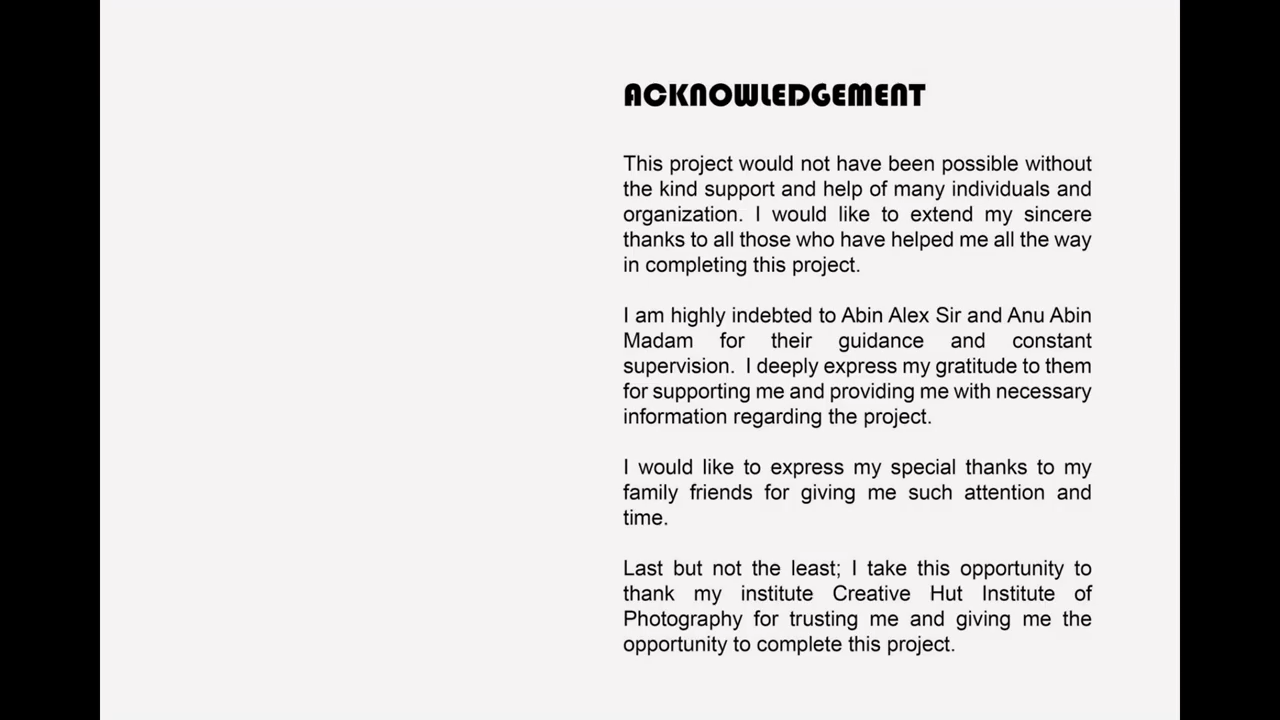 ACKNOWLEDGEMENT
This project would not have been possible without
the kind support and help of many individuals and
organization. I would like to extend my sincere
thanks to all those who have helped me all the way
in completing this project.
I am highly indebted to Abin Alex Sir and Anu Abin
Madam for their guidance and constant
supervision.  I deeply express my gratitude to them
for supporting me and providing me with necessary
information regarding the project.
I would like to express my special thanks to my
family friends for giving me such attention and
time.
Last but not the least; I take this opportunity to
thank my institute Creative Hut Institute of
Photography for trusting me and giving me the
opportunity to complete this project.